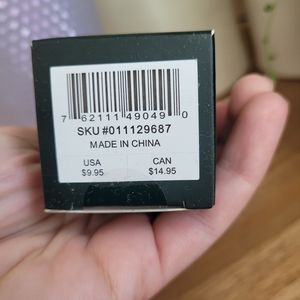 7 62111 49049 0
SKU #011129687
MADE IN CHINA
USA CAN
$9.95 $14.95